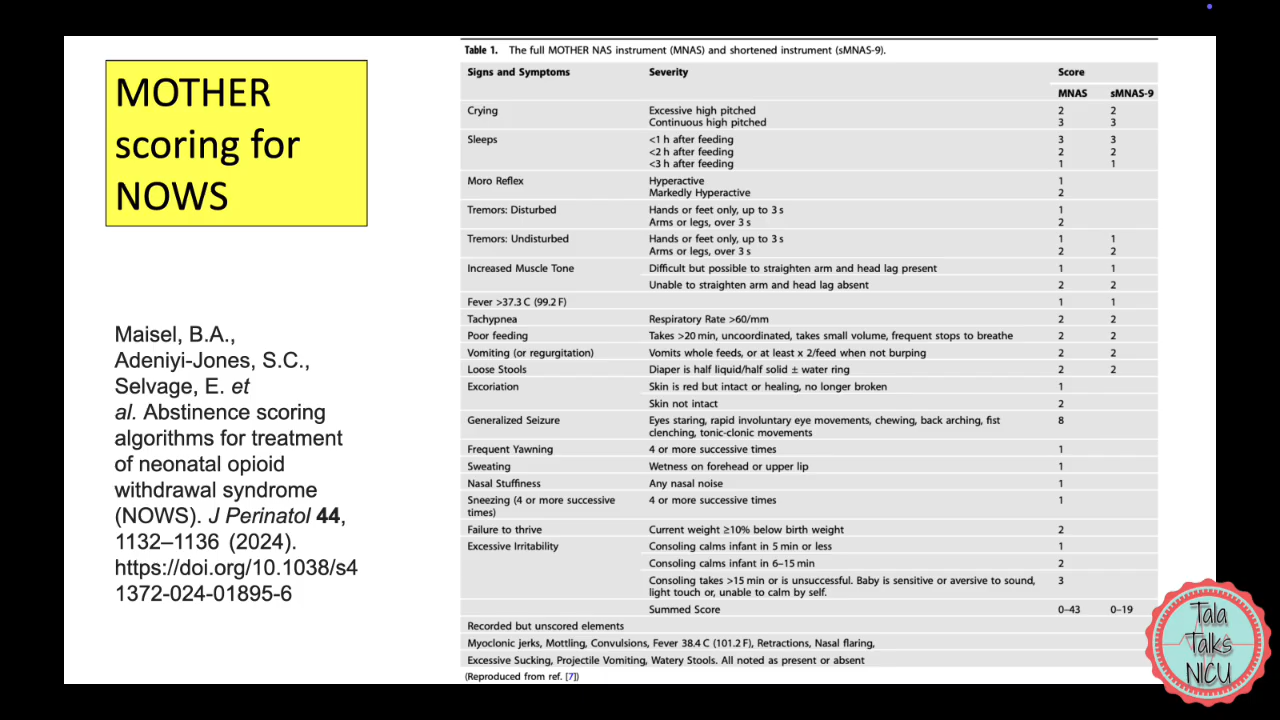 MOTHER
scoring for
NOWS
Maisel, B.A.,
Adeniyi-Jones, S.C.,
Selvage, E. et
al. Abstinence scoring
algorithms for treatment
of neonatal opioid
withdrawal syndrome
(NOWS). J Perinatol 44,
1132–1136 (2024).
https://doi.org/10.1038/s4
1372-024-01895-6
Table 1. The full MOTHER NAS instrument (MNAS) and shortened instrument (sMNAS-9).
Signs and Symptoms Severity Score
MNAS sMNAS-9
Crying Excessive high pitched 2 2
Continuous high pitched 3 3
Sleeps <1 h after feeding 3 3
<2 h after feeding 2 2
<3 h after feeding 1 1
Moro Reflex Hyperactive 1
Markedly Hyperactive 2
Tremors: Disturbed Hands or feet only, up to 3 s 1
Arms or legs, over 3 s 2
Tremors: Undisturbed Hands or feet only, up to 3 s 1 1
Arms or legs, over 3 s 2 2
Increased Muscle Tone Difficult but possible to straighten arm and head lag present 1 1
Unable to straighten arm and head lag absent 2 2
Fever >37.3 C (99.2 F) 1 1
Tachypnea Respiratory Rate >60/mm 2 2
Poor feeding Takes >20 min, uncoordinated, takes small volume, frequent stops to breathe 2 2
Vomiting (or regurgitation) Vomits whole feeds, or at least x 2/feed when not burping 2 2
Loose Stools Diaper is half liquid/half solid ± water ring 2 2
Excoriation Skin is red but intact or healing, no longer broken 1
Skin not intact 2
Generalized Seizure Eyes staring, rapid involuntary eye movements, chewing, back arching, fist 8
clenching, tonic-clonic movements
Frequent Yawning 4 or more successive times 1
Sweating Wetness on forehead or upper lip 1
Nasal Stuffiness Any nasal noise 1
Sneezing (4 or more successive 4 or more successive times 1
times)
Failure to thrive Current weight ≥10% below birth weight 2
Excessive Irritability Consoling calms infant in 5 min or less 1
Consoling calms infant in 6–15 min 2
Consoling takes >15 min or is unsuccessful. Baby is sensitive or aversive to sound, 3
light touch or, unable to calm by self.
Summed Score 0–43 0–19
Recorded but unscored elements
Myoclonic jerks, Mottling, Convulsions, Fever 38.4 C (101.2 F), Retractions, Nasal flaring,
Excessive Sucking, Projectile Vomiting, Watery Stools. All noted as present or absent
(Reproduced from ref. [7])
Tala
Talks
NICU